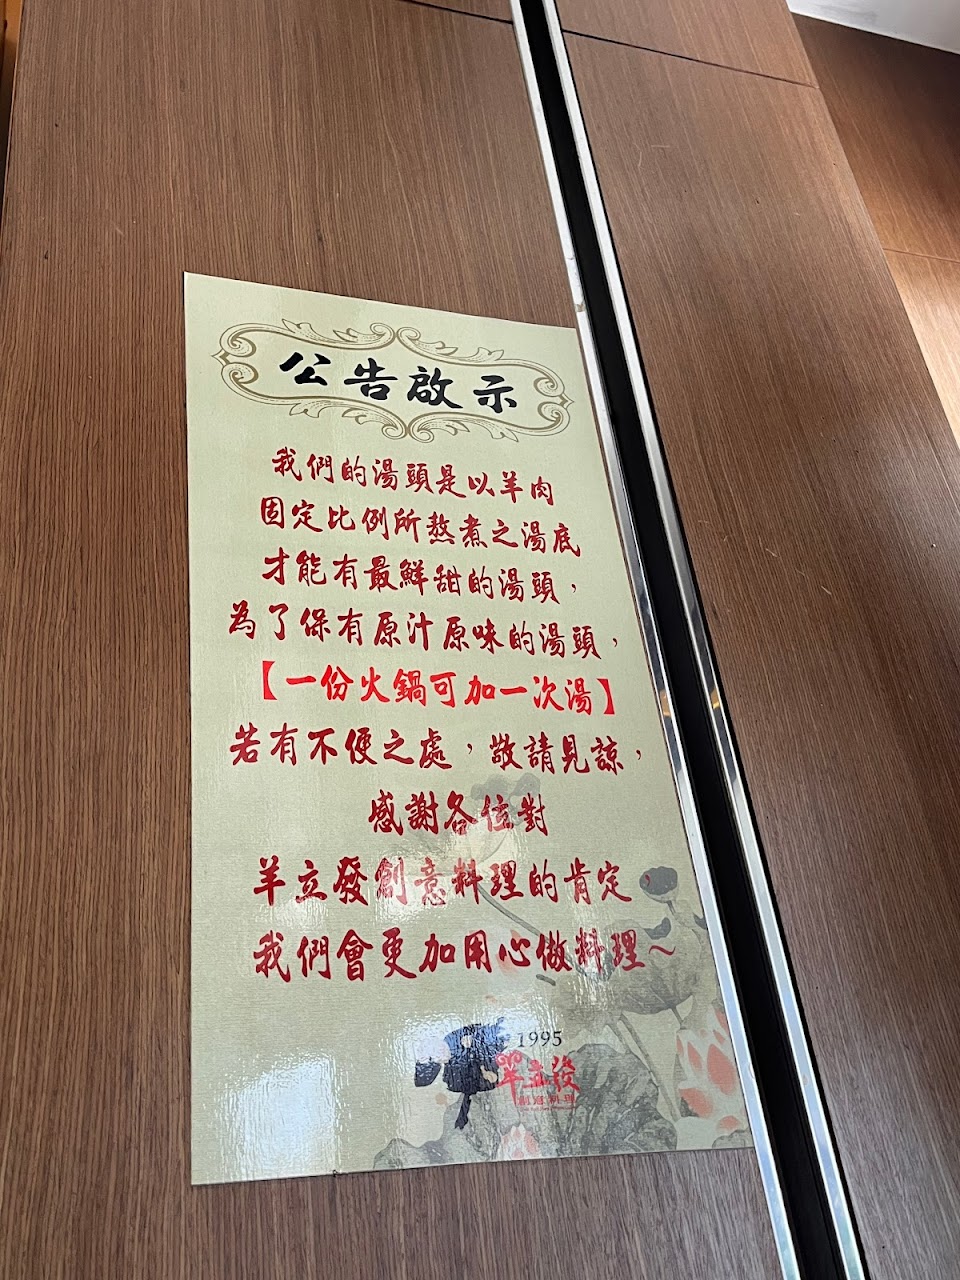 公告啟示
我們的湯頭是以羊肉
固定比例所熬煮之湯底
才能有最鮮甜的湯頭，
為了保有原汁原味的湯頭，
【一份火鍋可加一次湯】
若有不便之處，敬請見諒，
感謝各位對
羊立發創意料理的肯定，
我們會更加用心做料理～
1995
羊立發
創意料理